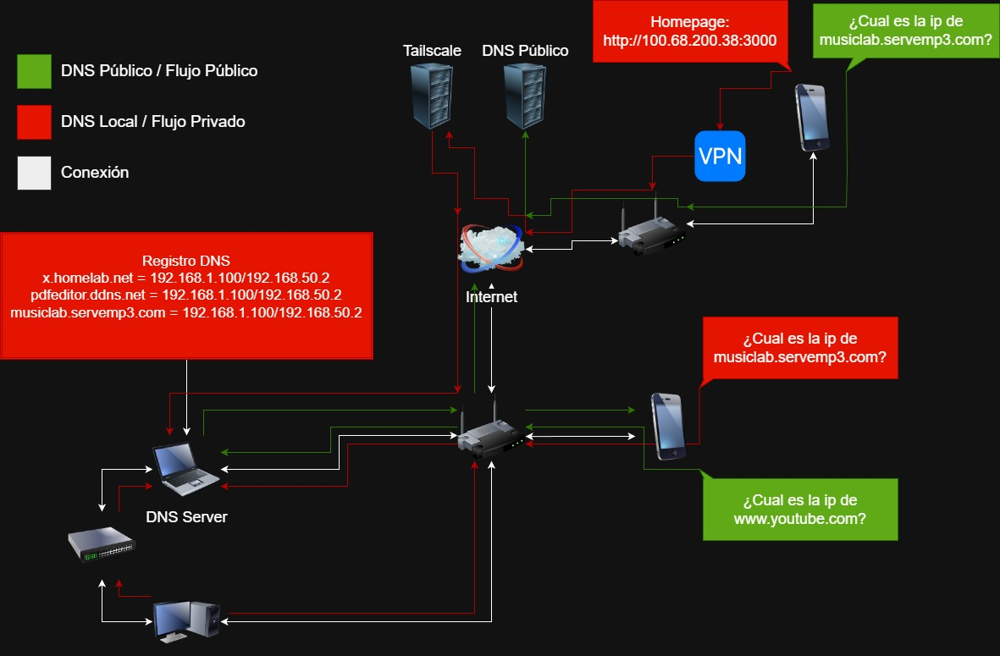 Homepage:
http://100.68.200.38:3000
¿Cual es la ip de
musiclab.servemp3.com?
Tailscale
DNS Público
DNS Público / Flujo Público
DNS Local / Flujo Privado
Conexión
VPN
Registro DNS
x.homelab.net = 192.168.1.100/192.168.50.2
pdfeditor.ddns.net = 192.168.1.100/192.168.50.2
musiclab.servemp3.com = 192.168.1.100/192.168.50.2
Internet
¿Cual es la ip de
musiclab.servemp3.com?
¿Cual es la ip de
www.youtube.com?
DNS Server